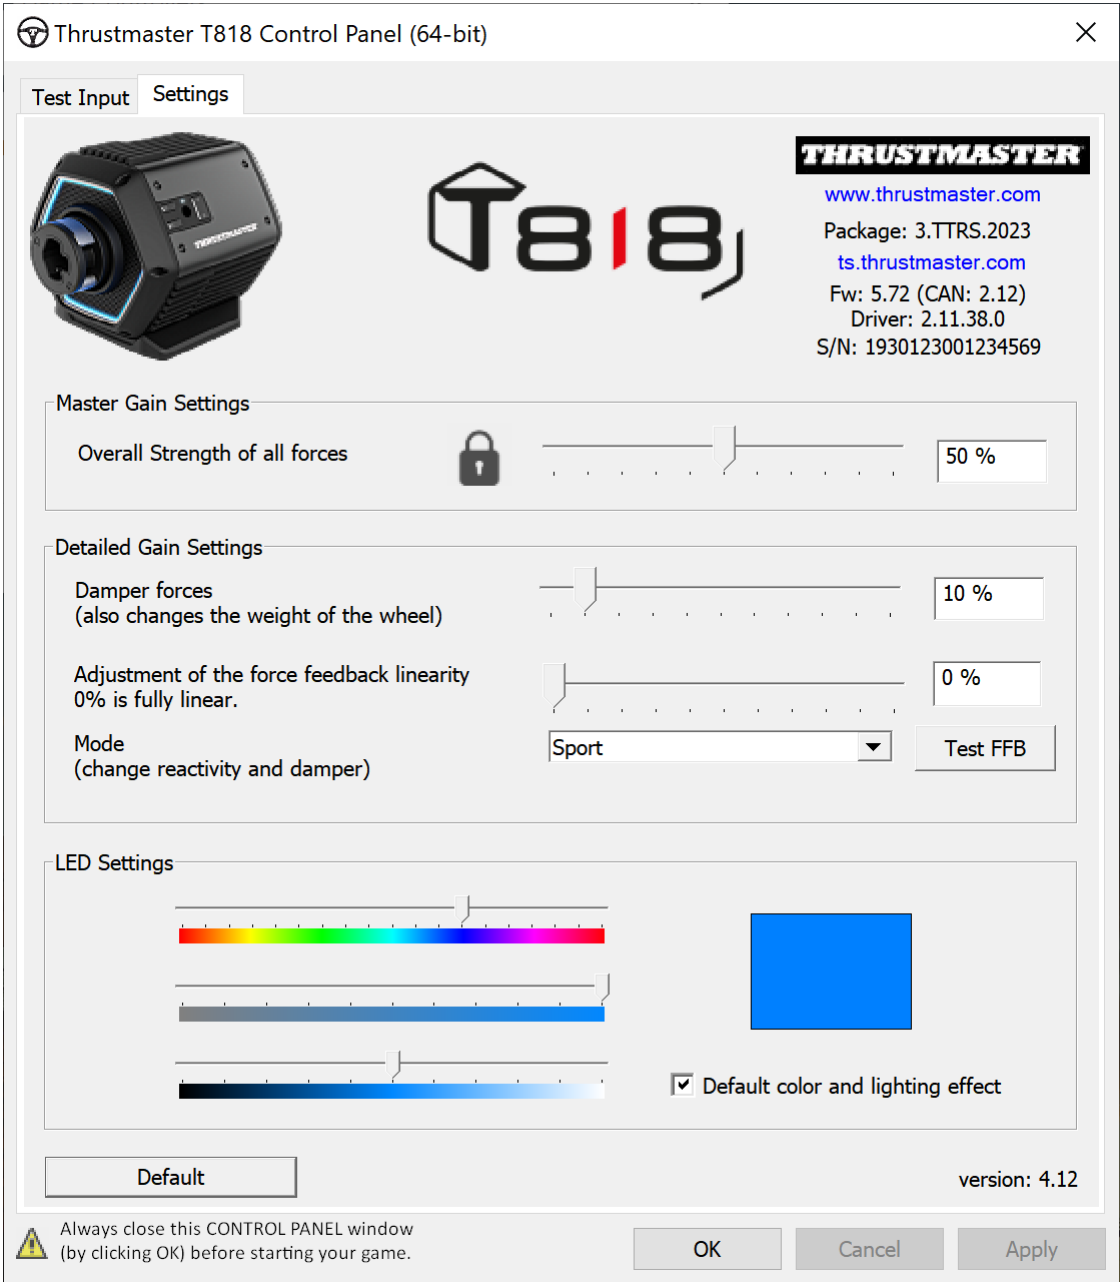 Thrustmaster T818 Control Panel (64-bit)
Test Input
Settings
THRUSTMASTER
T818
THRUSTMASTER
www.thrustmaster.com
Package: 3.TTRS.2023
ts.thrustmaster.com
Fw: 5.72 (CAN: 2.12)
Driver: 2.11.38.0
S/N: 1930123001234569
Master Gain Settings
Overall Strength of all forces
50 %
Detailed Gain Settings
Damper forces
(also changes the weight of the wheel)
10 %
Adjustment of the force feedback linearity
0% is fully linear.
0 %
Mode
(change reactivity and damper)
Sport
Test FFB
LED Settings
Default color and lighting effect
Default
version: 4.12
Always close this CONTROL PANEL window
(by clicking OK) before starting your game.
OK
Cancel
Apply